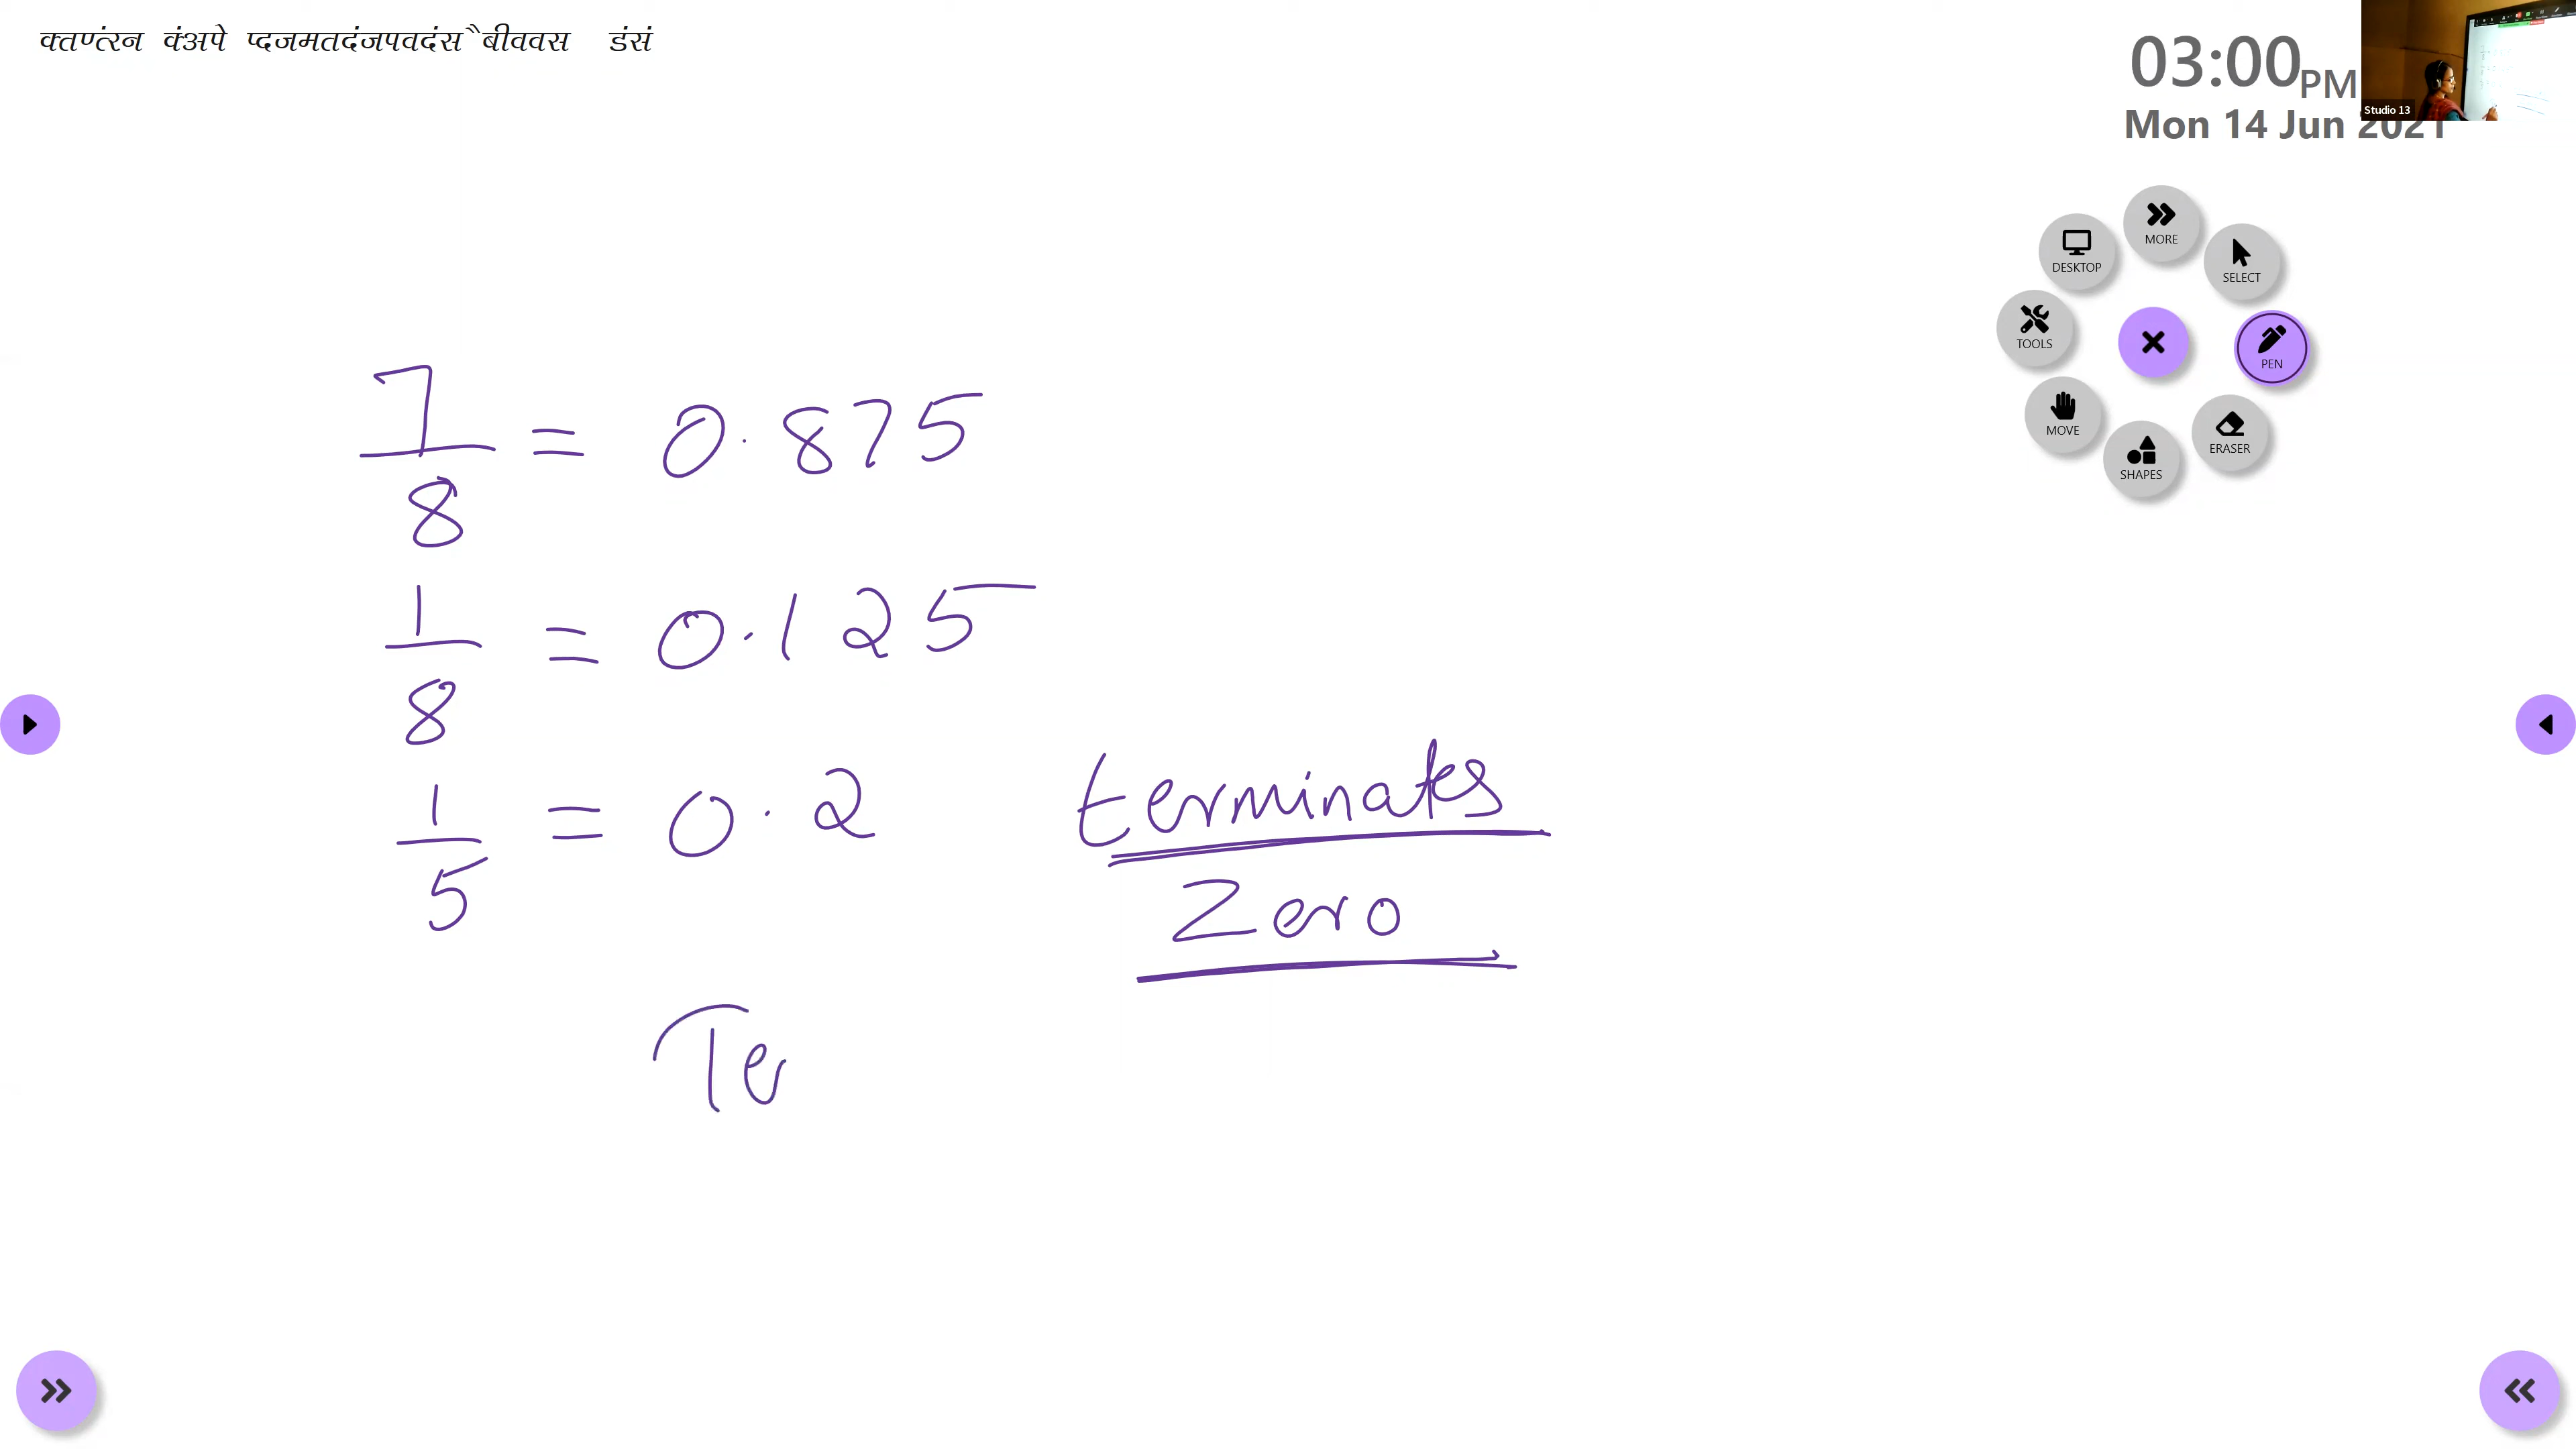 क्तण्ंरन क्ंअपे प्दजमतदंजपवदंसैबीववस डंसं
03:00PM
Mon 14 Jun 2021
Studio 13
MORE
DESKTOP
SELECT
TOOLS
PEN
MOVE
ERASER
SHAPES
7/8 = 0.875
1/8 = 0.125
1/5 = 0.2
terminates
Zero
Te